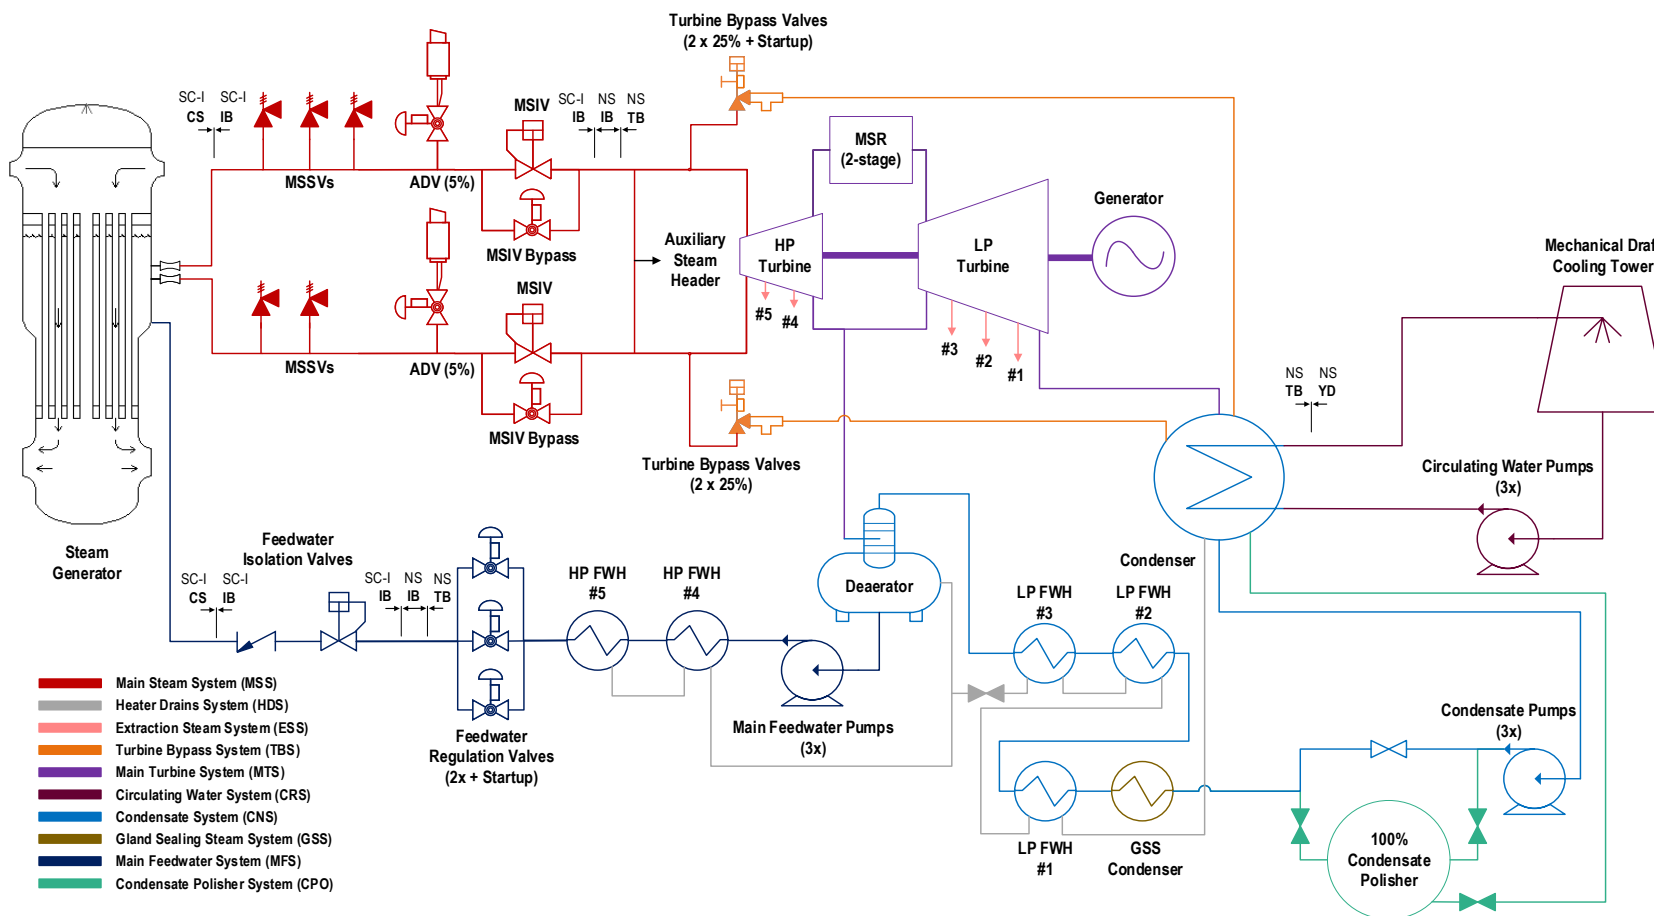 Turbine Bypass Valves
(2 x 25% + Startup)
SC-I SC-I
CS IB
MSSVs
ADV (5%)
MSIV
MSIV Bypass
SC-I NS NS
IB IB TB
MSR
(2-stage)
Generator
HP
Turbine
LP
Turbine
Auxiliary
Steam
Header
#5
#4
#3
#2
#1
MSSVs
ADV (5%)
MSIV
MSIV Bypass
Turbine Bypass Valves
(2 x 25%)
Mechanical Draf
Cooling Tower
NS NS
TB YD
Circulating Water Pumps
(3x)
Condenser
Steam
Generator
Feedwater
Isolation Valves
SC-I SC-I
CS IB
SC-I NS NS
IB IB TB
HP FWH
#5
HP FWH
#4
Deaerator
LP FWH
#3
LP FWH
#2
Feedwater
Regulation Valves
(2x + Startup)
Main Feedwater Pumps
(3x)
Condensate Pumps
(3x)
LP FWH
#1
GSS
Condenser
100%
Condensate
Polisher
Main Steam System (MSS)
Heater Drains System (HDS)
Extraction Steam System (ESS)
Turbine Bypass System (TBS)
Main Turbine System (MTS)
Circulating Water System (CRS)
Condensate System (CNS)
Gland Sealing Steam System (GSS)
Main Feedwater System (MFS)
Condensate Polisher System (CPO)